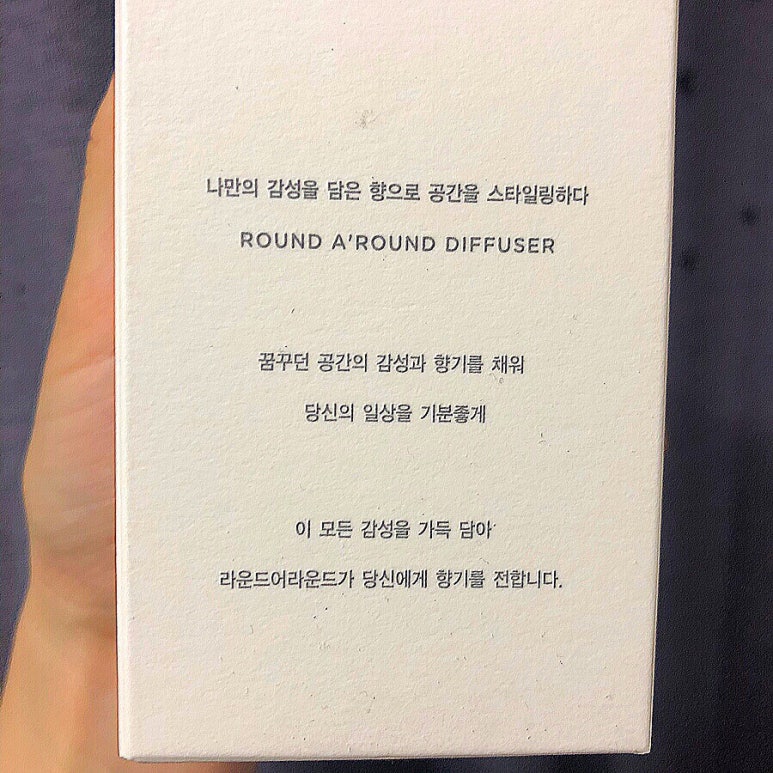 나만의 감성을 담은 향으로 공간을 스타일링하다
ROUND A'ROUND DIFFUSER
꿈꾸던 공간의 감성과 향기를 채워
당신의 일상을 기분좋게
이 모든 감성을 가득 담아
라운드어라운드가 당신에게 향기를 전합니다.